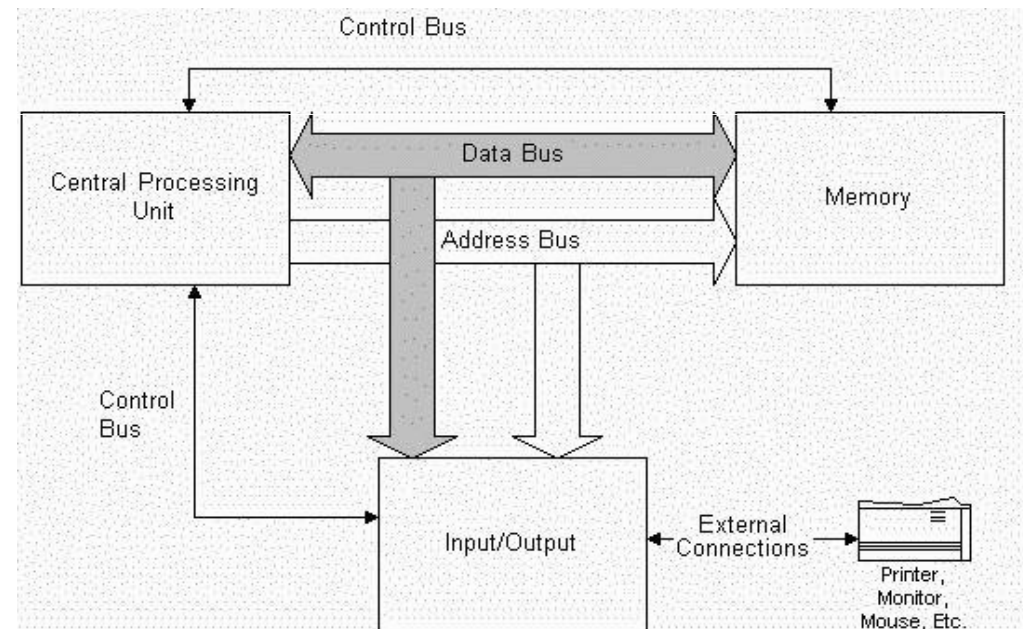 Control Bus
Data Bus
Central Processing
Unit
Memory
Address Bus
Control
Bus
Input/Output
External
Connections
Printer,
Monitor,
Mouse, Etc.